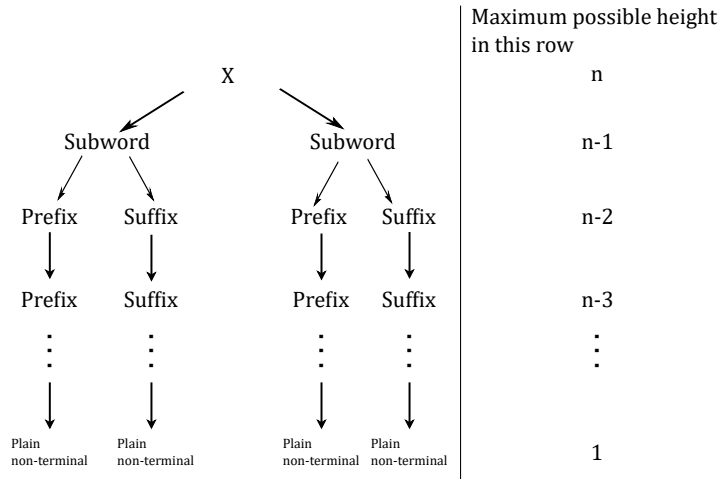 Maximum possible height
in this row
X n
Subword Subword n-1
Prefix Suffix Prefix Suffix n-2
Prefix Suffix Prefix Suffix n-3
Plain Plain Plain Plain
non-terminal non-terminal non-terminal non-terminal 1